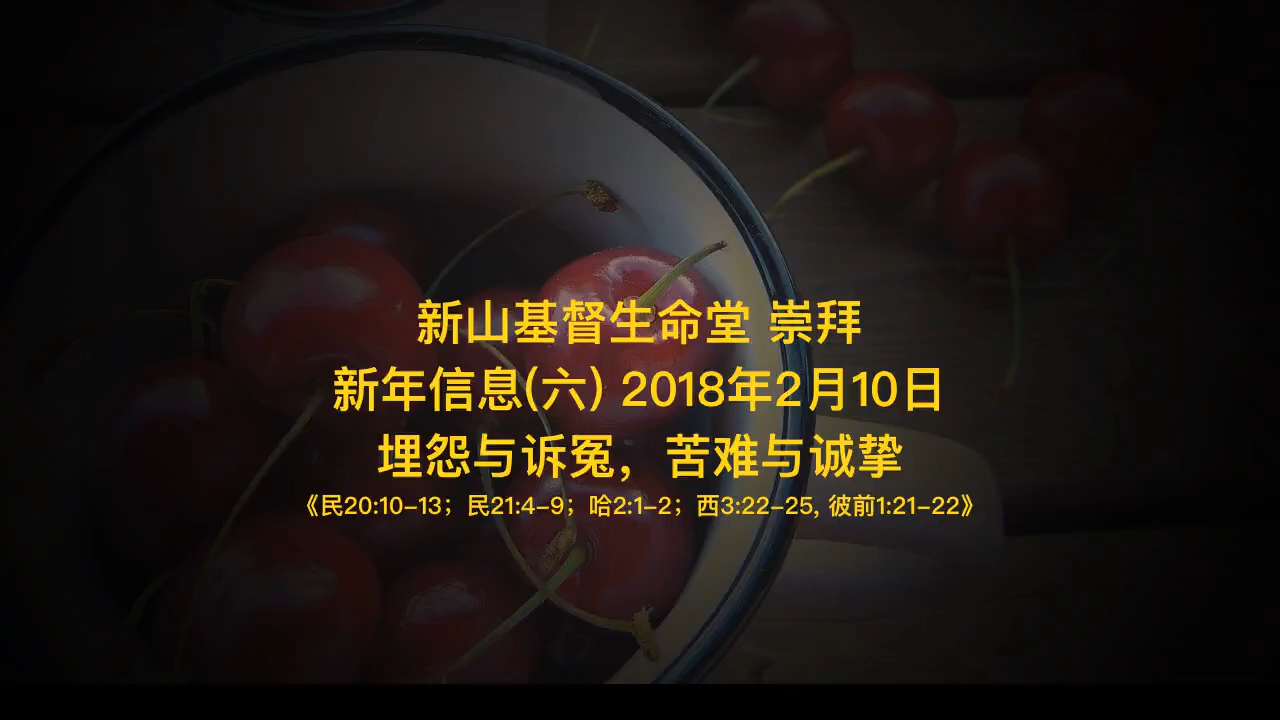 新山基督生命堂 崇拜
新年信息(六) 2018年2月10日
埋怨与诉冤，苦难与诚挚
《民20:10-13；民21:4-9；哈2:1-2；西3:22-25, 彼前1:21-22》